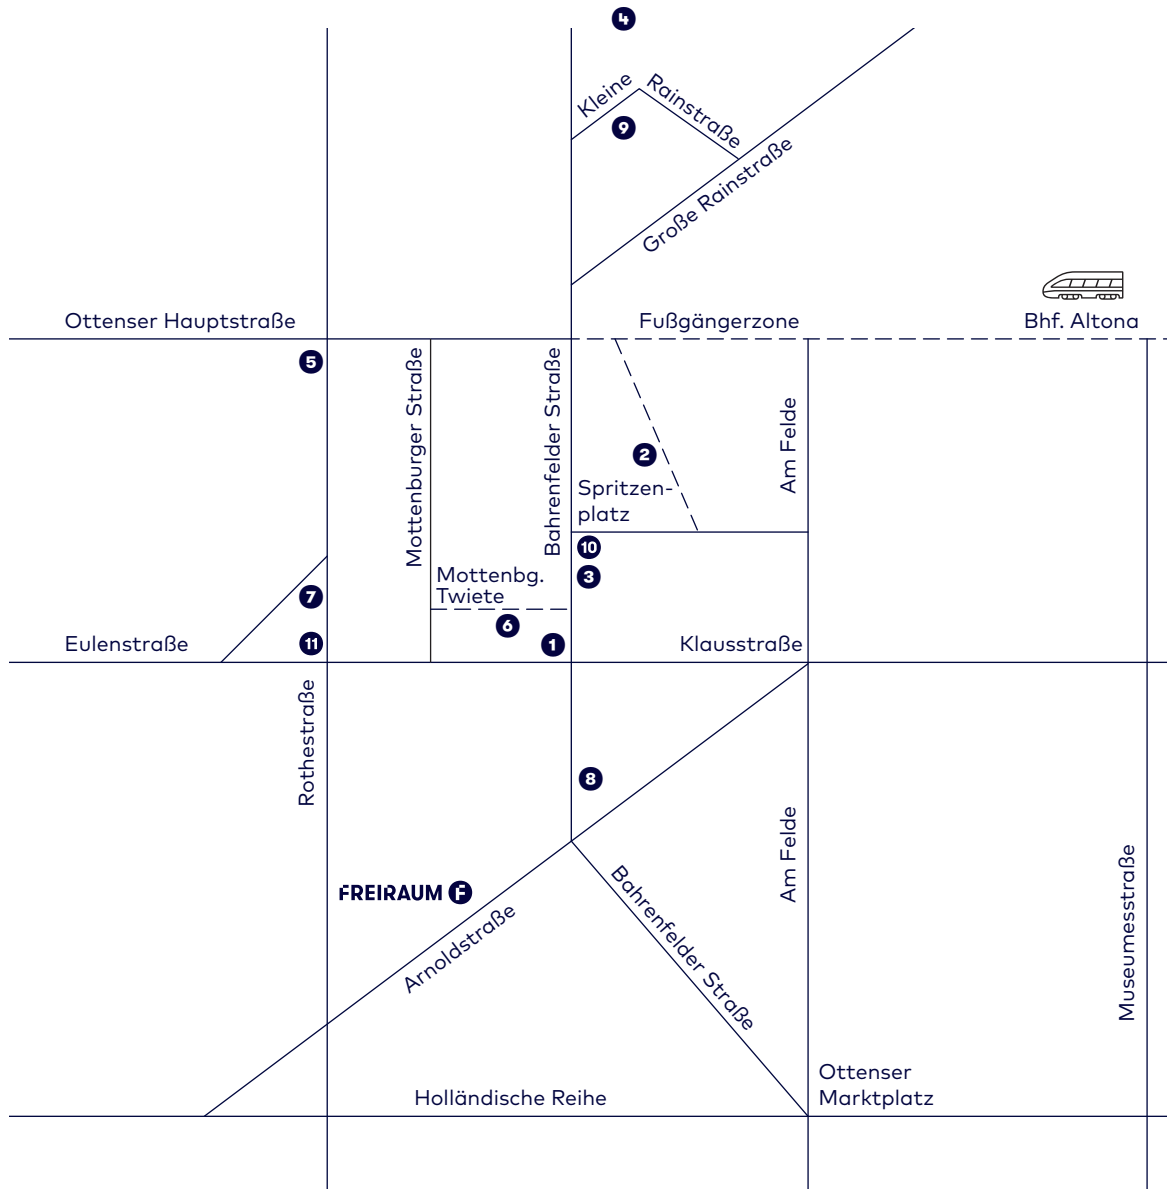 4
Kleine
Rainstraße
9
Große Rainstraße
Ottenser Hauptstraße
Fußgängerzone
Bhf. Altona
5
Mottenburger Straße
Bahrenfelder Straße
2
Am Felde
Spritzen-
platz
10
3
Mottenbg.
Twiete
7
6
1
11
Eulenstraße
Klausstraße
Rothestraße
8
Am Felde
FREIRAUM F
Arnoldstraße
Bahrenfelder Straße
Museumesstraße
Ottenser
Marktplatz
Holländische Reihe